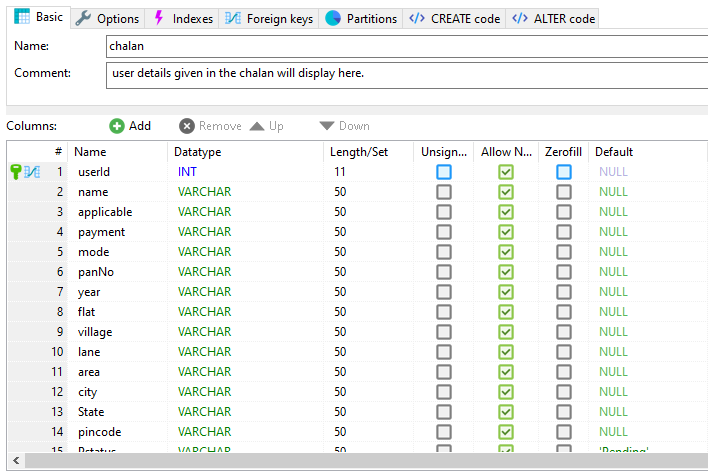 Basic Options Indexes Foreign keys Partitions CREATE code ALTER code
Name: chalan
Comment: user details given in the chalan will display here.
Columns: Add Remove Up Down
# Name Datatype Length/Set Unsign... Allow N... Zerofill Default
1 userId INT 11 NULL
2 name VARCHAR 50 NULL
3 applicable VARCHAR 50 NULL
4 payment VARCHAR 50 NULL
5 mode VARCHAR 50 NULL
6 panNo VARCHAR 50 NULL
7 year VARCHAR 50 NULL
8 flat VARCHAR 50 NULL
9 village VARCHAR 50 NULL
10 lane VARCHAR 50 NULL
11 area VARCHAR 50 NULL
12 city VARCHAR 50 NULL
13 State VARCHAR 50 NULL
14 pincode VARCHAR 50 NULL
15 Pstatus VARCHAR 50 'Pending'